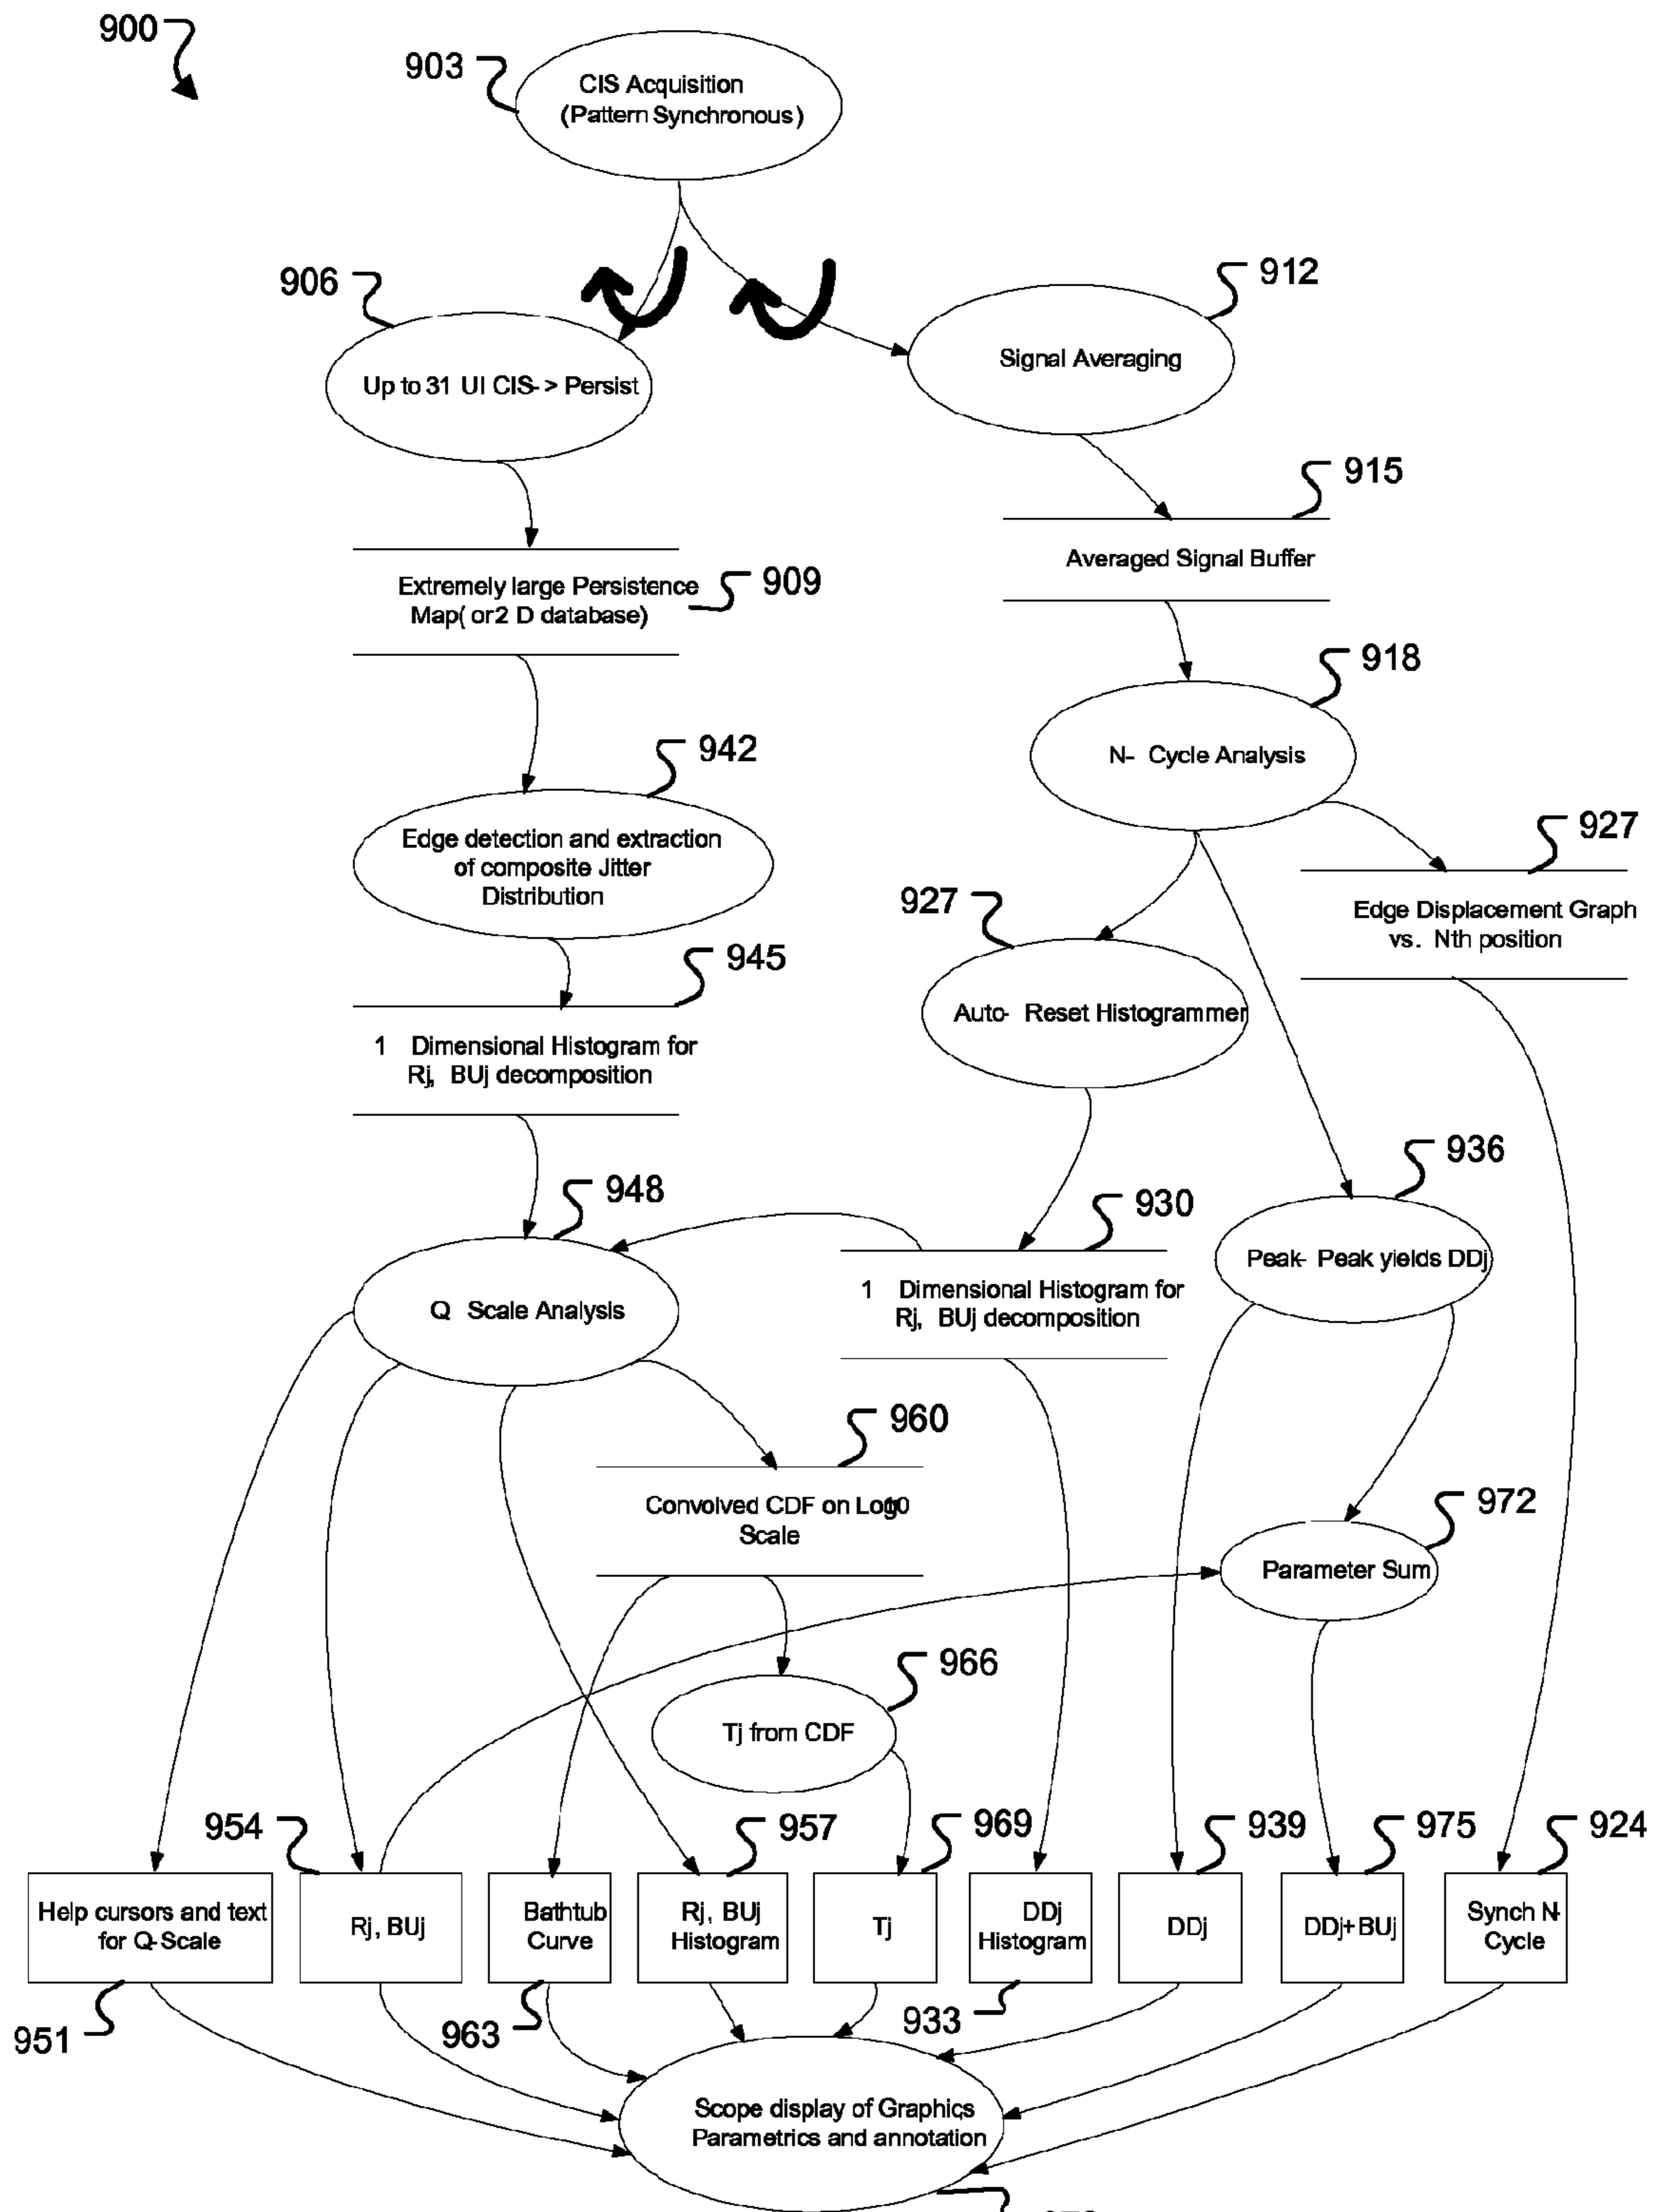 900
903
CIS Acquisition
(Pattern Synchronous)
906
912
Up to 31 UI CIS- > Persist
Signal Averaging
915
Averaged Signal Buffer
909
Extremely large Persistence
Map( or2 D database)
918
N- Cycle Analysis
942
Edge detection and extraction
of composite Jitter
Distribution
927
Edge Displacement Graph
vs. Nth position
927
Auto- Reset Histogrammer
945
1 Dimensional Histogram for
Rj, BUj decomposition
936
Peak- Peak yields DDj
948
Q Scale Analysis
930
1 Dimensional Histogram for
Rj, BUj decomposition
960
Convolved CDF on Log10
Scale
972
Parameter Sum
966
Tj from CDF
954
957
969
939
975
924
Help cursors and text
for Q-Scale
Rj, BUj
Bathtub
Curve
Rj, BUj
Histogram
Tj
DDj
Histogram
DDj
DDj+BUj
Synch N-
Cycle
951
963
933
Scope display of Graphics
Parametrics and annotation